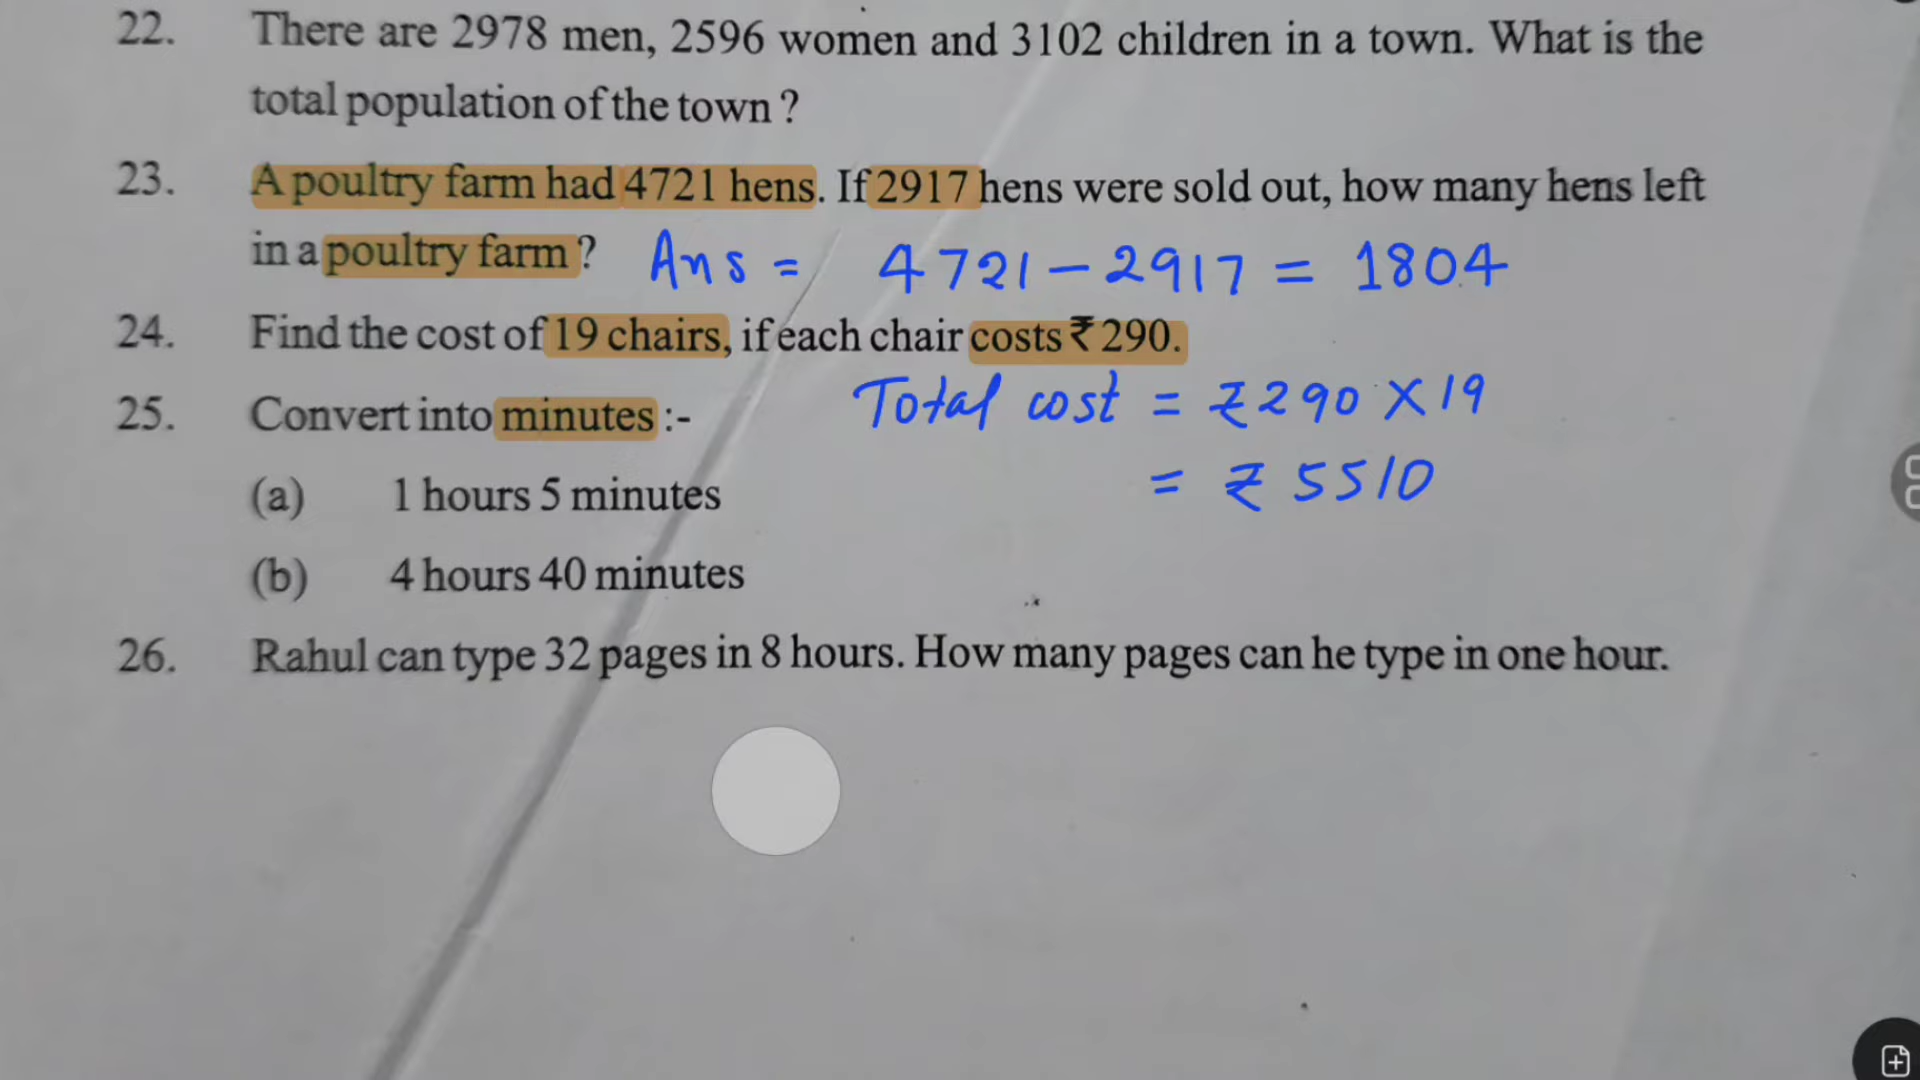 22. There are 2978 men, 2596 women and 3102 children in a town. What is the
total population of the town ?
23. A poultry farm had 4721 hens. If 2917 hens were sold out, how many hens left
in a poultry farm ? Ans = 4721 – 2917 = 1804
24. Find the cost of 19 chairs, if each chair costs ₹ 290.
25. Convert into minutes :- Total cost = ₹290 × 19
(a) 1 hours 5 minutes = ₹ 5510
(b) 4 hours 40 minutes
26. Rahul can type 32 pages in 8 hours. How many pages can he type in one hour.